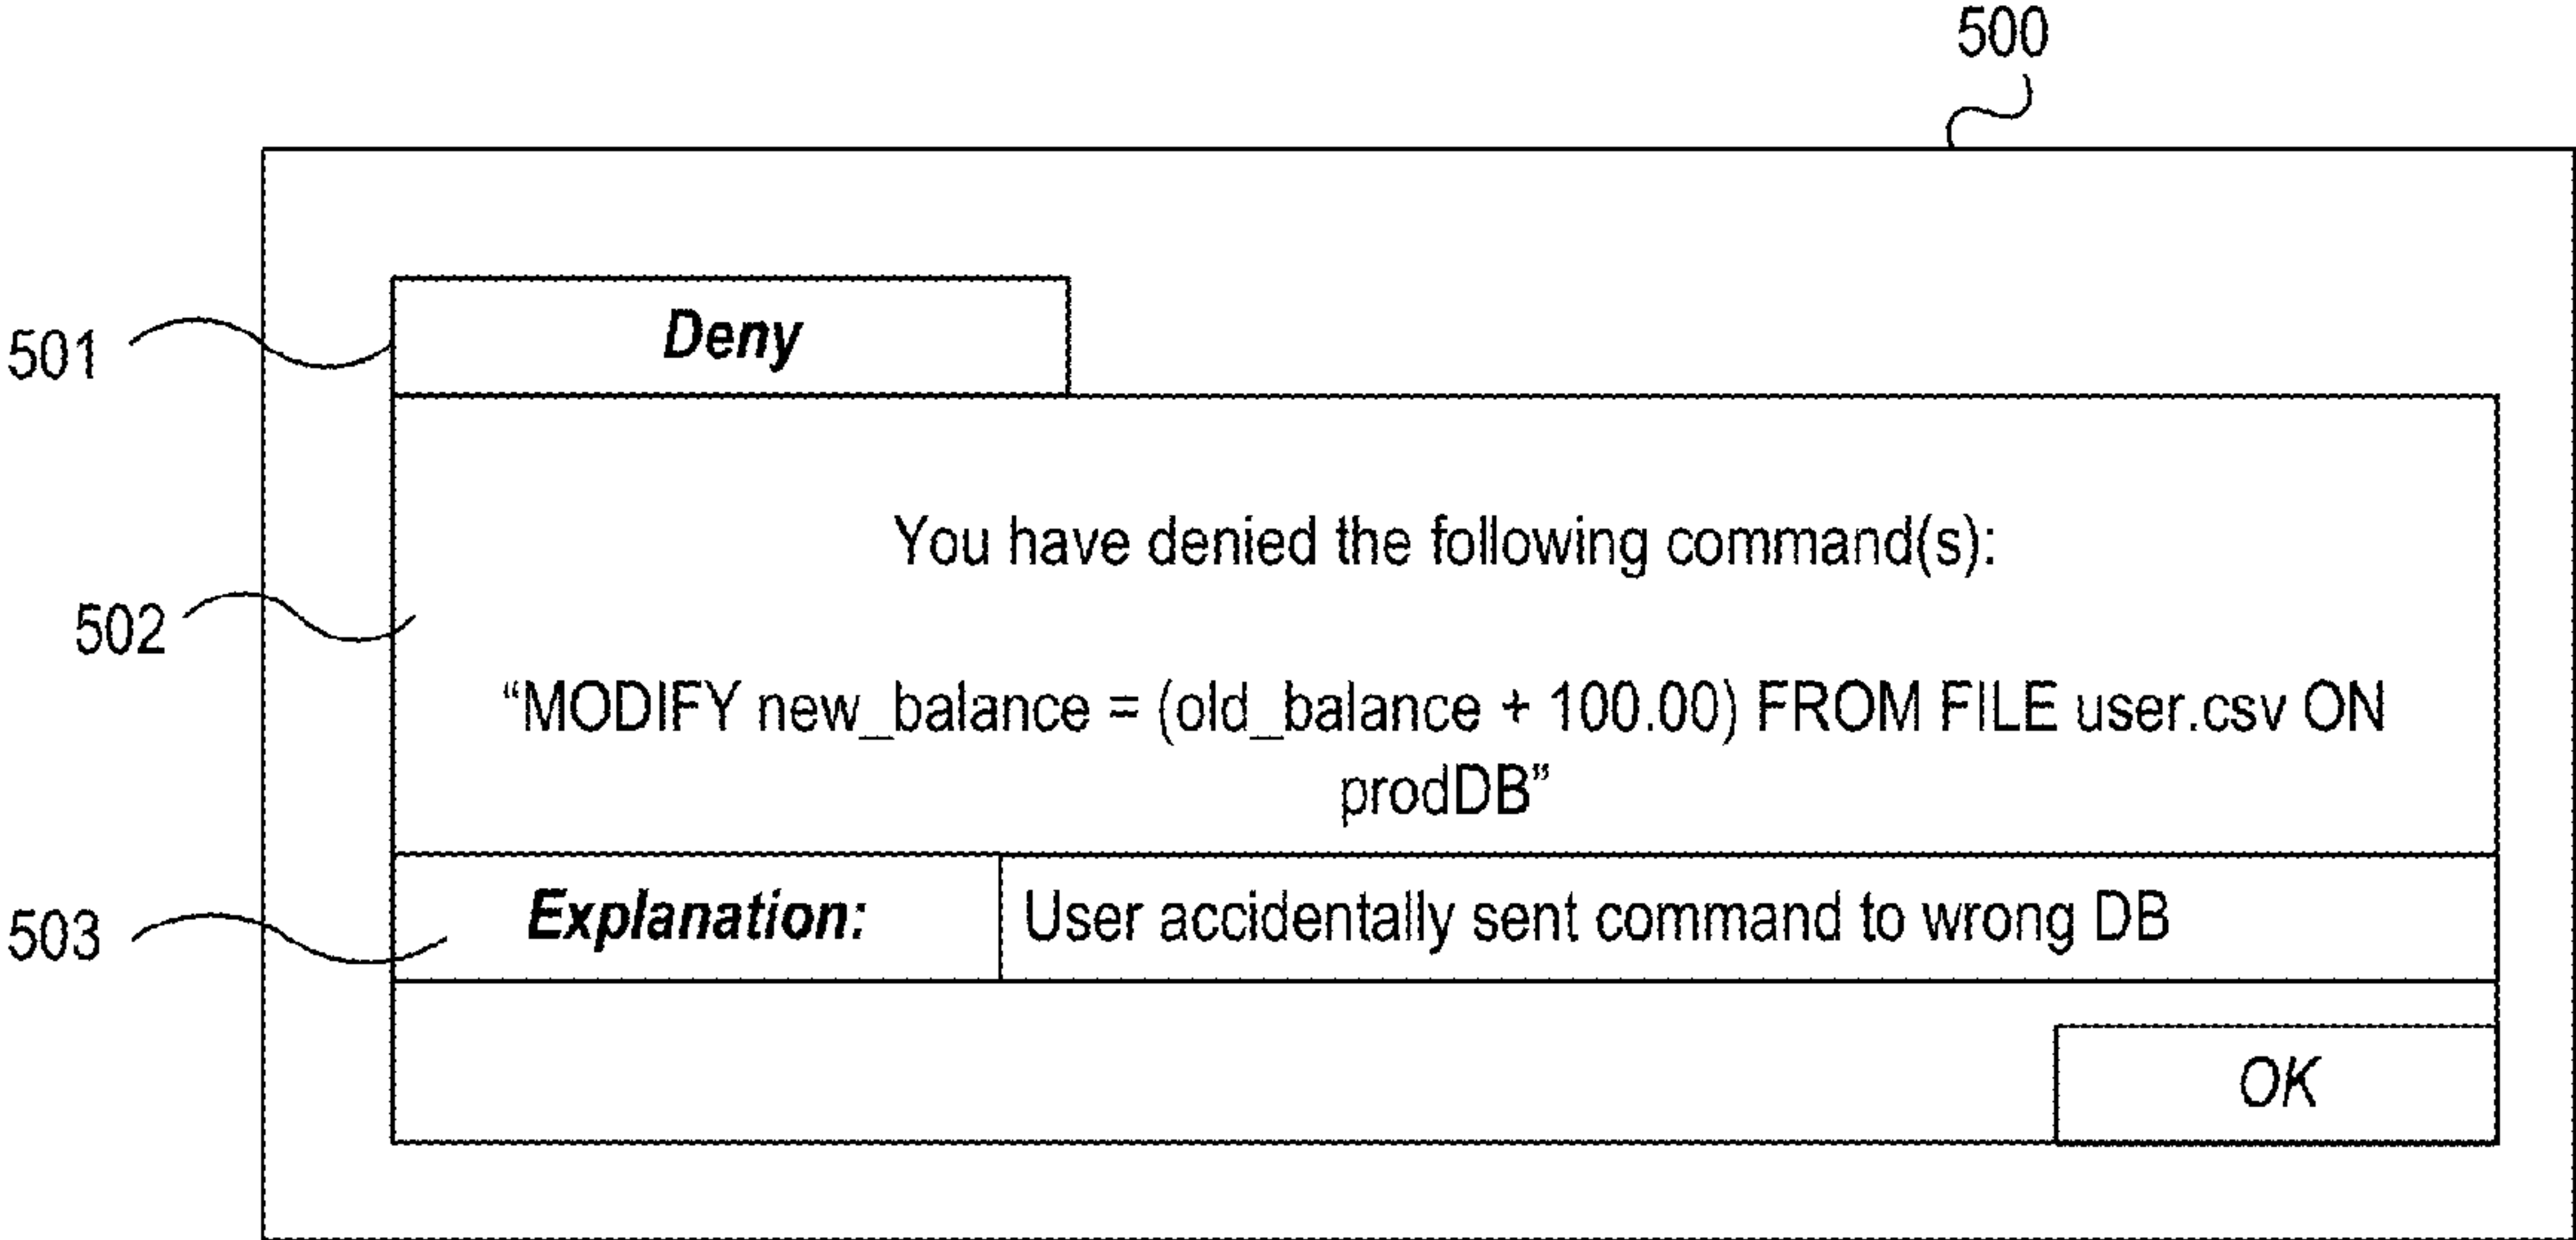 500
501
Deny
You have denied the following command(s):
502
“MODIFY new_balance = (old_balance + 100.00) FROM FILE user.csv ON
prodDB”
503
Explanation:
User accidentally sent command to wrong DB
OK